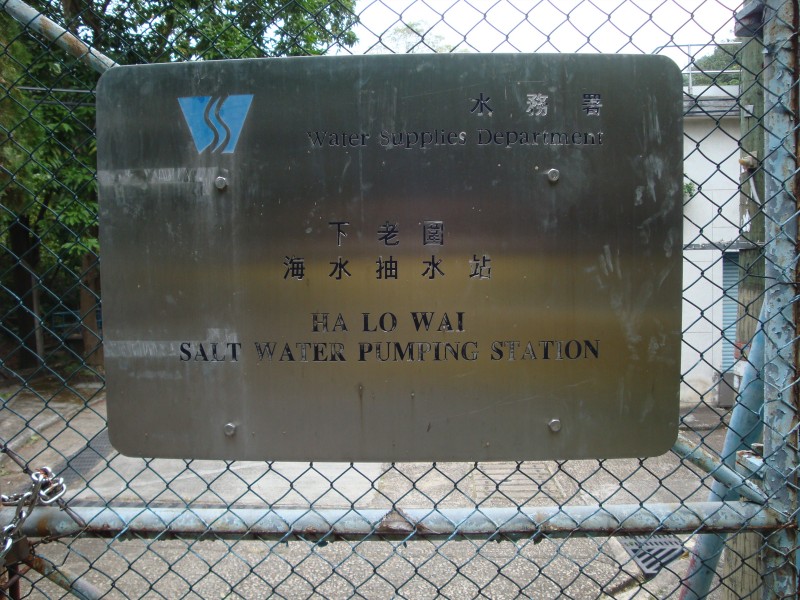 水務署
Water Supplies Department
下老圍
海水抽水站
HA LO WAI
SALT WATER PUMPING STATION